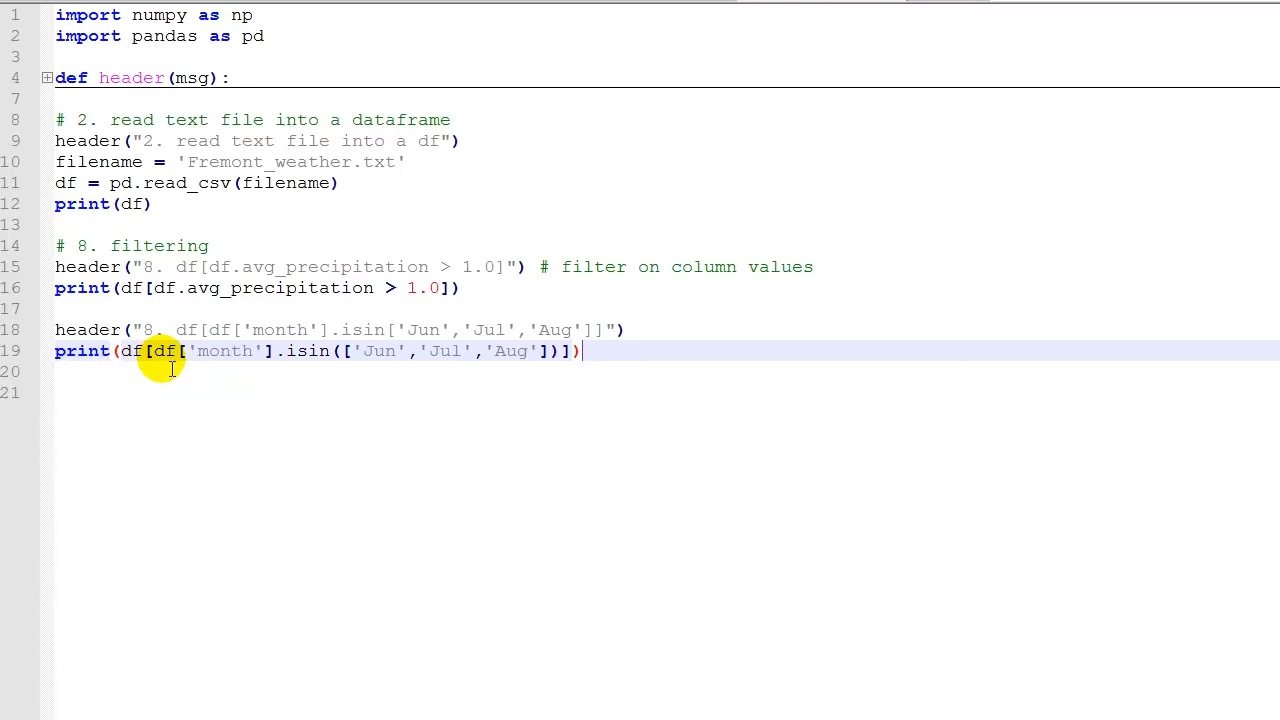 1 import numpy as np
2 import pandas as pd
3
4 def header(msg):
7
8 # 2. read text file into a dataframe
9 header("2. read text file into a df")
10 filename = 'Fremont_weather.txt'
11 df = pd.read_csv(filename)
12 print(df)
13
14 # 8. filtering
15 header("8. df[df.avg_precipitation > 1.0]") # filter on column values
16 print(df[df.avg_precipitation > 1.0])
17
18 header("8. df[df['month'].isin['Jun','Jul','Aug']]")
19 print(df[df['month'].isin(['Jun','Jul','Aug'])])
20
21